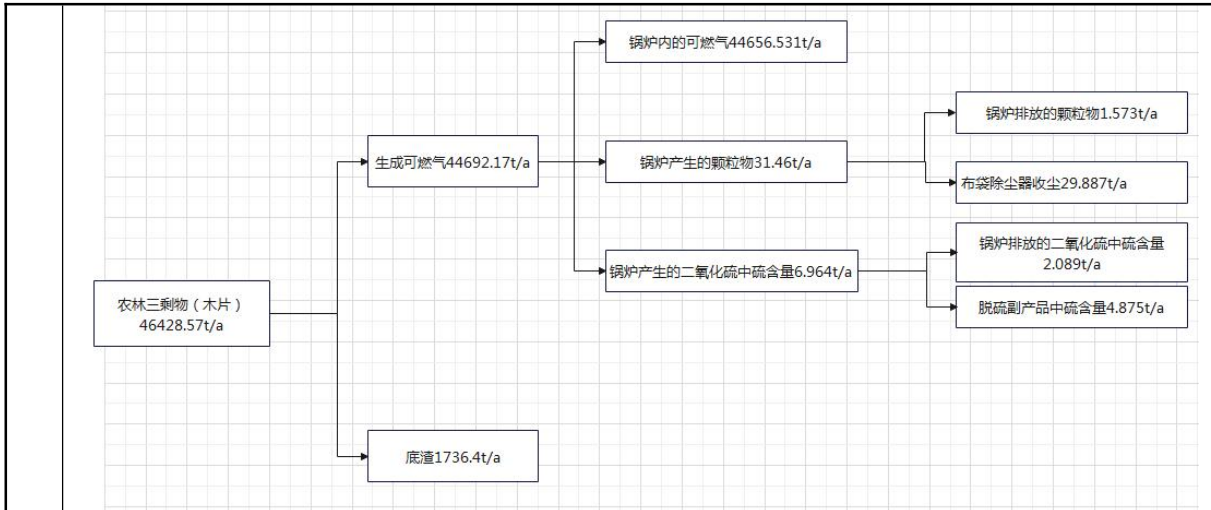 锅炉内的可燃气44656.531t/a
锅炉排放的颗粒物1.573t/a
生成可燃气44692.17t/a
锅炉产生的颗粒物31.46t/a
布袋除尘器收尘29.887t/a
锅炉排放的二氧化硫中硫含量
2.089t/a
锅炉产生的二氧化硫中硫含量6.964t/a
农林三剩物（木片）
46428.57t/a
脱硫副产品中硫含量4.875t/a
底渣1736.4t/a